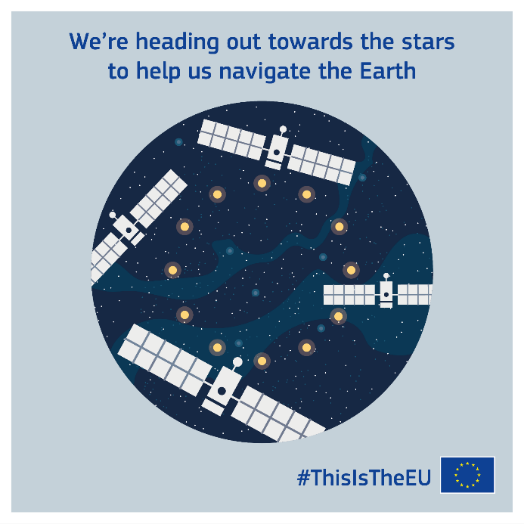 We're heading out towards the stars
to help us navigate the Earth
#ThisIsTheEU